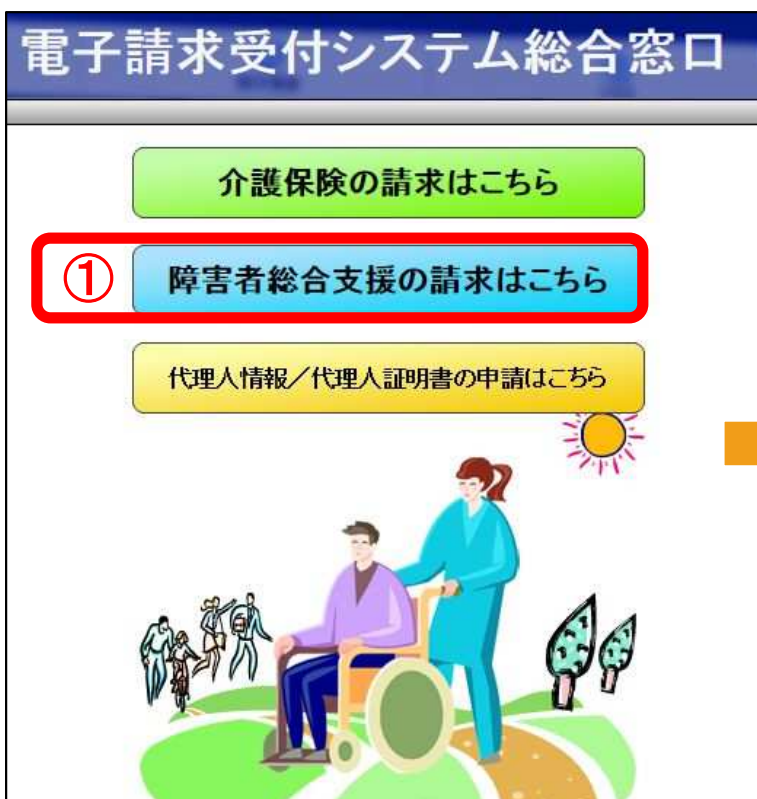 電子請求受付システム総合窓口
介護保険の請求はこちら
① 障害者総合支援の請求はこちら
代理人情報／代理人証明書の申請はこちら